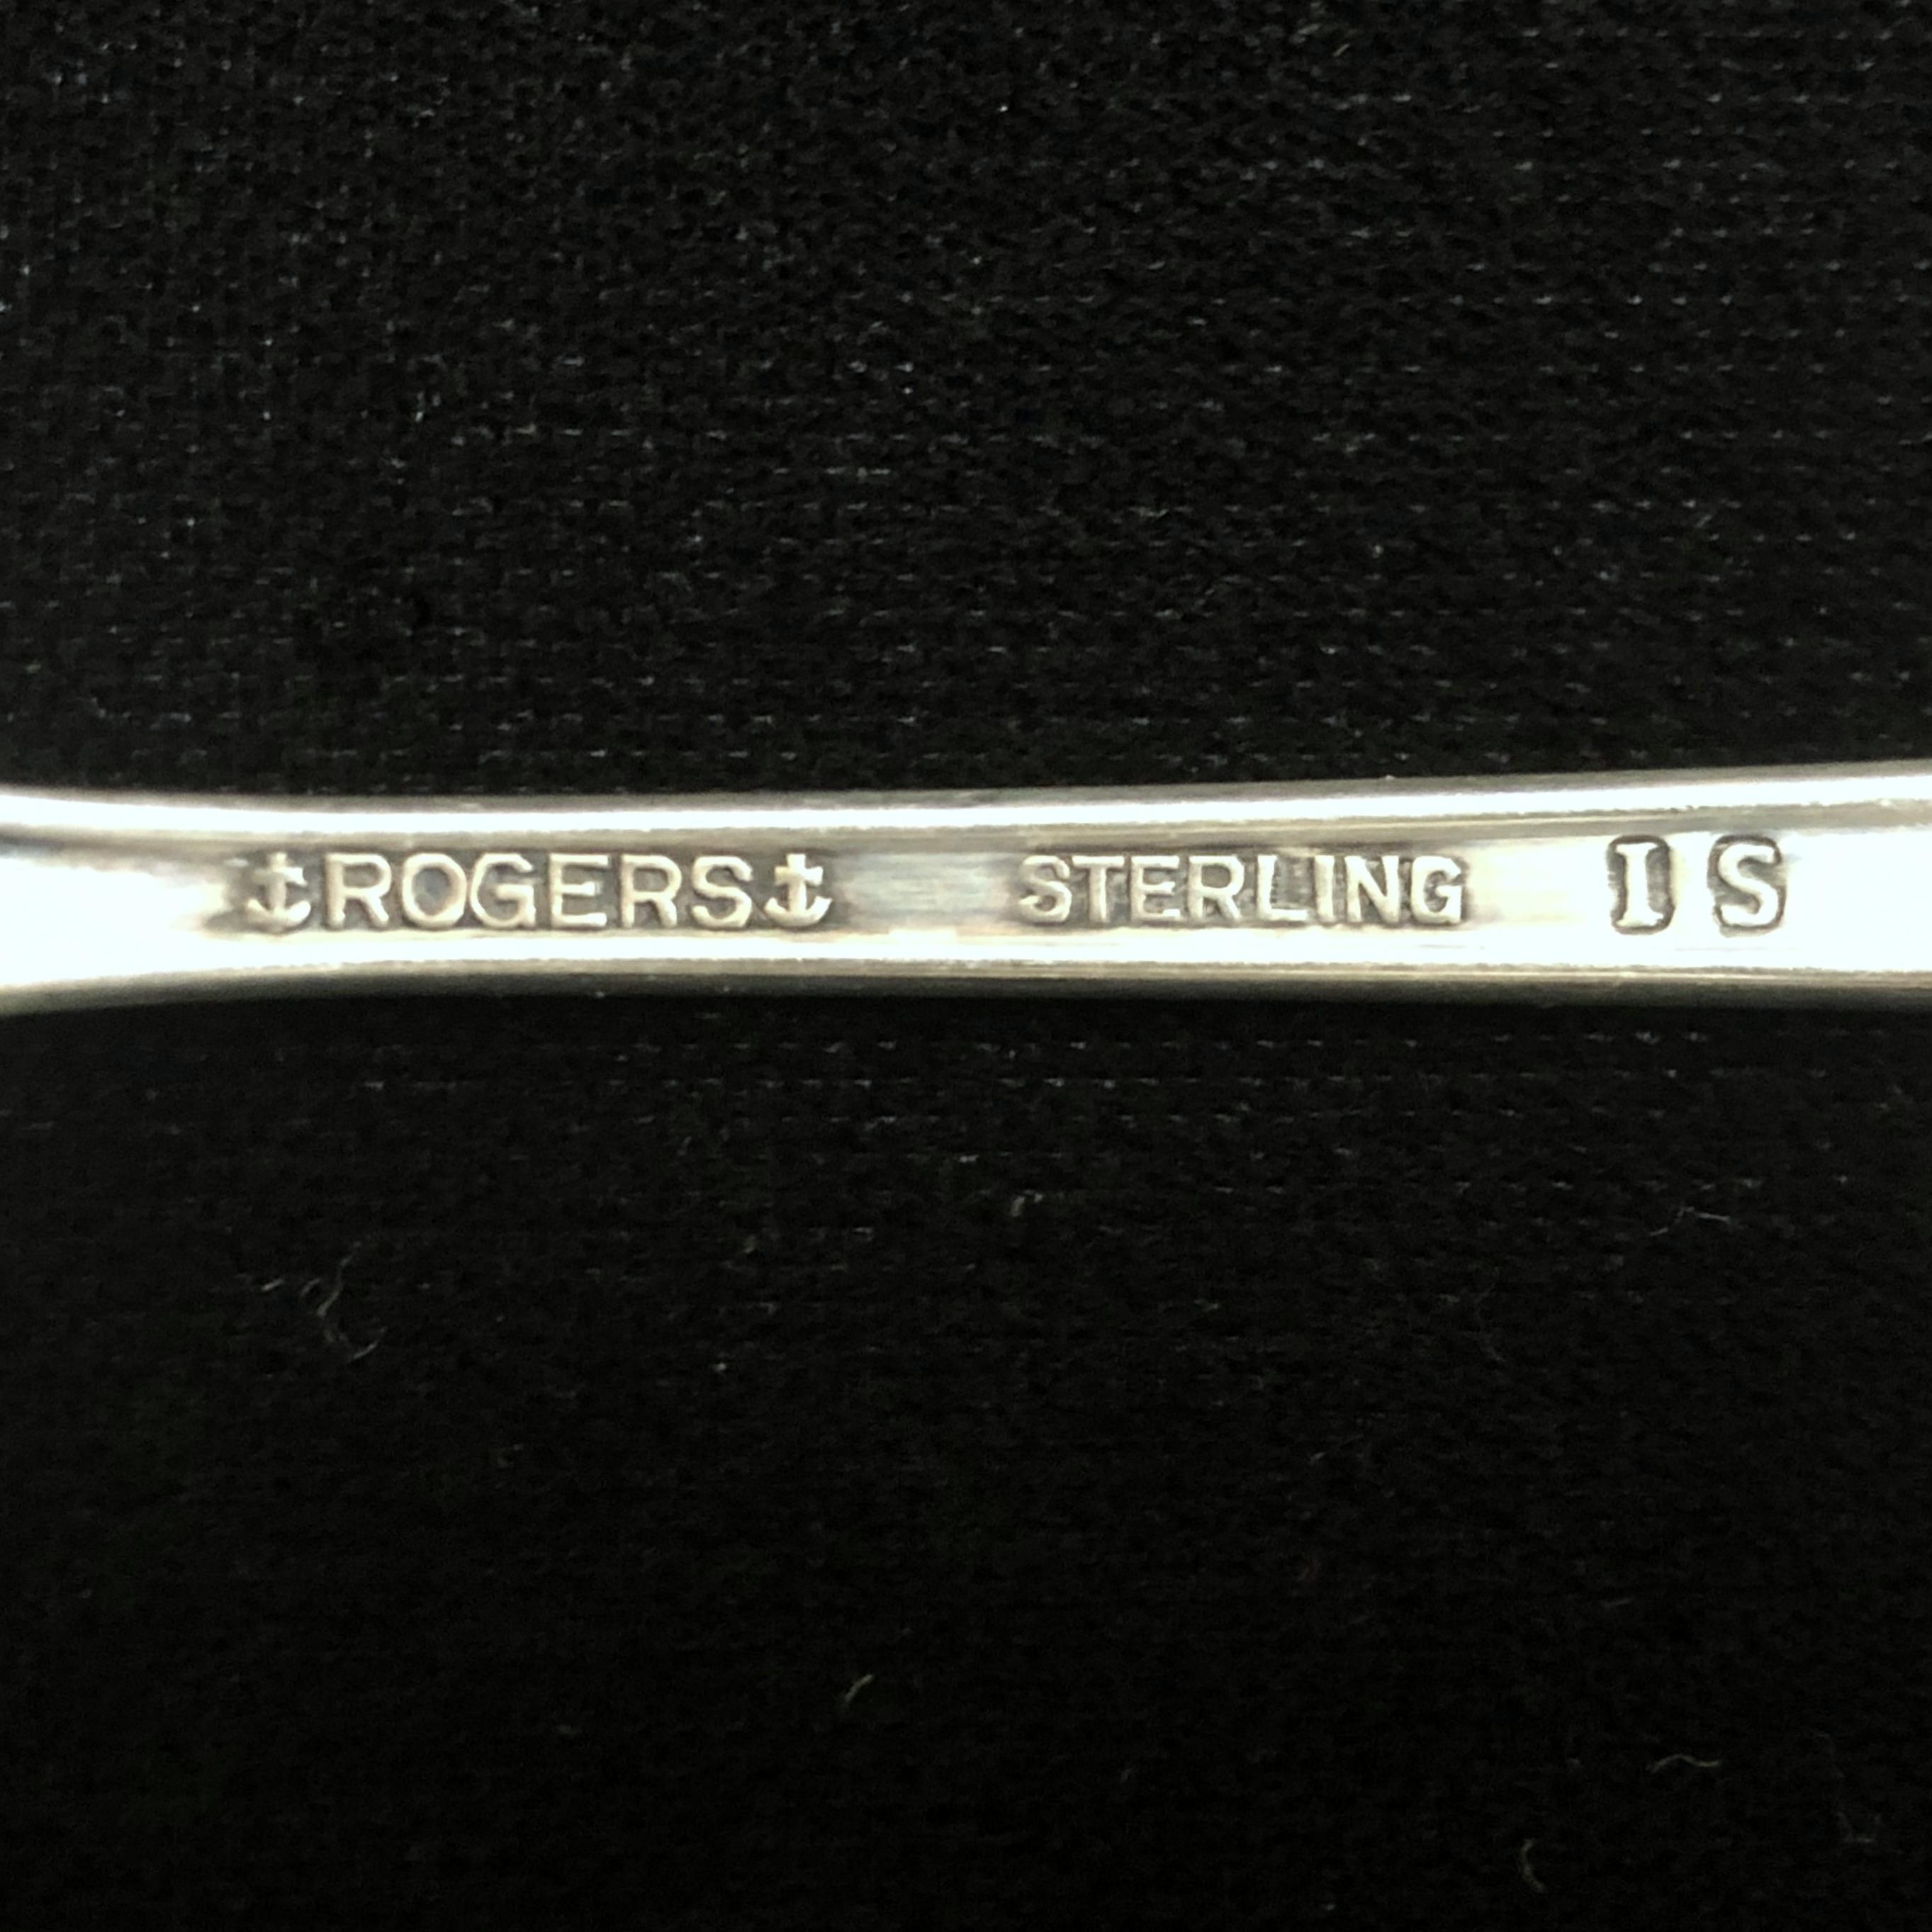 ⚓ROGERS⚓ STERLING I S